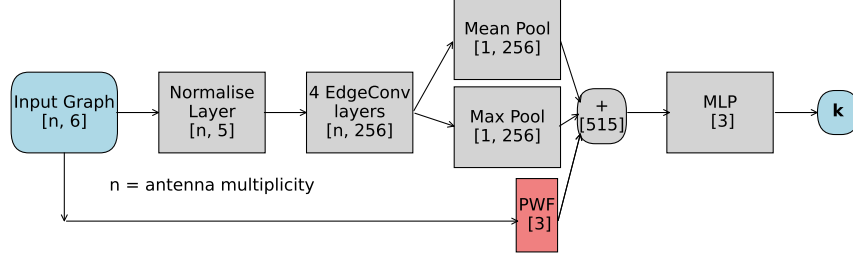 Input Graph
[n, 6]
Normalise
Layer
[n, 5]
4 EdgeConv
layers
[n, 256]
Mean Pool
[1, 256]
Max Pool
[1, 256]
+
[515]
MLP
[3]
k
n = antenna multiplicity
PWF
[3]